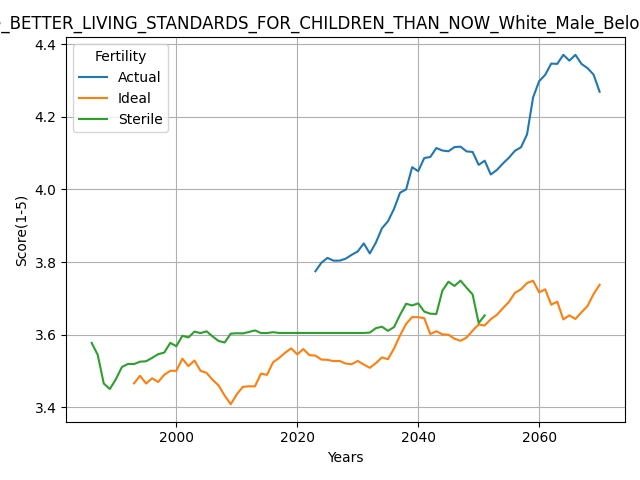 _BETTER_LIVING_STANDARDS_FOR_CHILDREN_THAN_NOW_White_Male_Belo
Fertility
Actual
Ideal
Sterile
Score(1-5)
4.4
4.2
4.0
3.8
3.6
3.4
2000 2020 2040 2060
Years